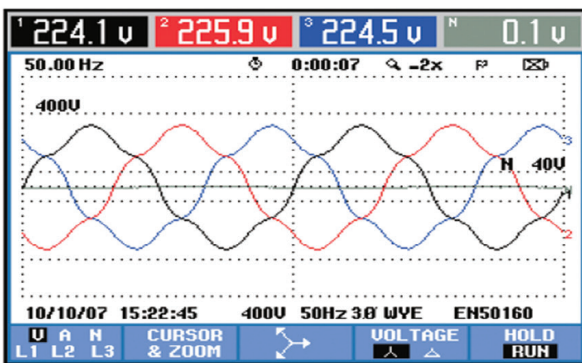 1 224.1 V 2 225.9 V 3 224.5 V N 0.1 V
50.00 Hz 0:00:07 -2x
400V
3
N 40V
1
2
10/10/07 15:22:45 400V 50Hz 3Ø WYE EN50160
V A N CURSOR VOLTAGE HOLD
L1 L2 L3 & ZOOM RUN